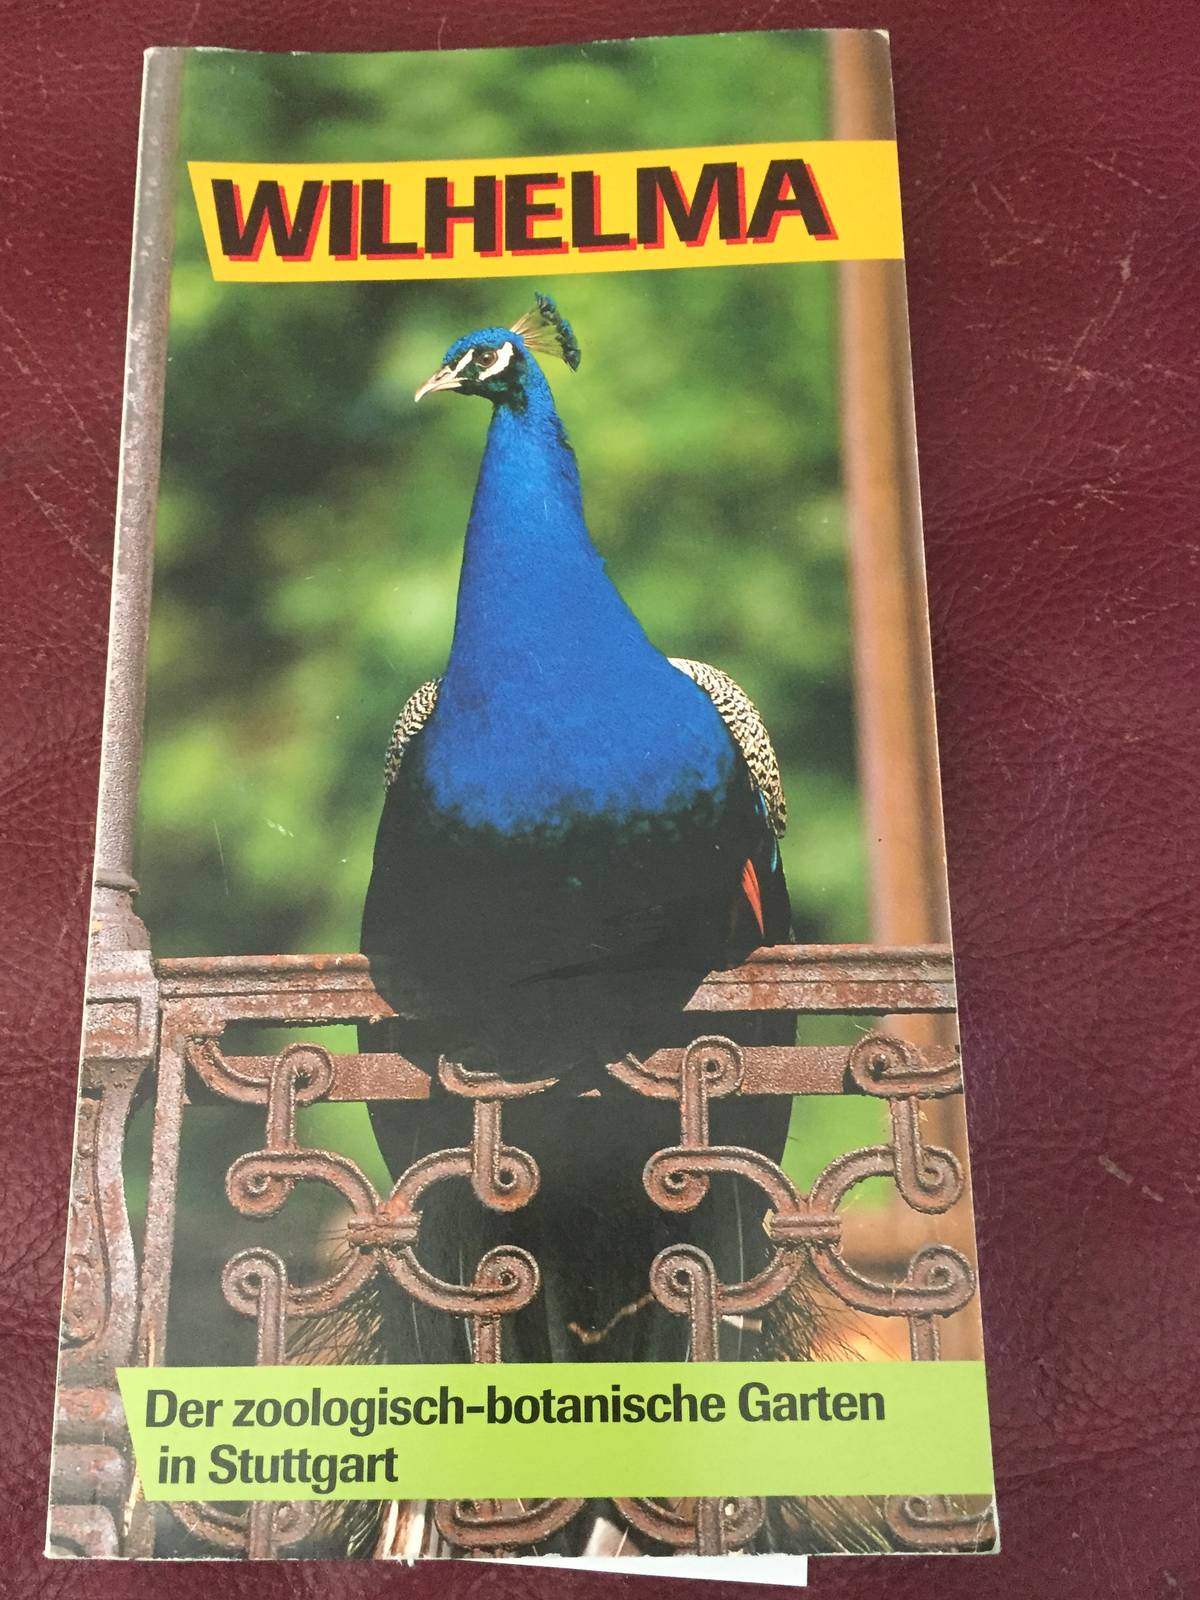 WILHELMA
Der zoologisch-botanische Garten
in Stuttgart